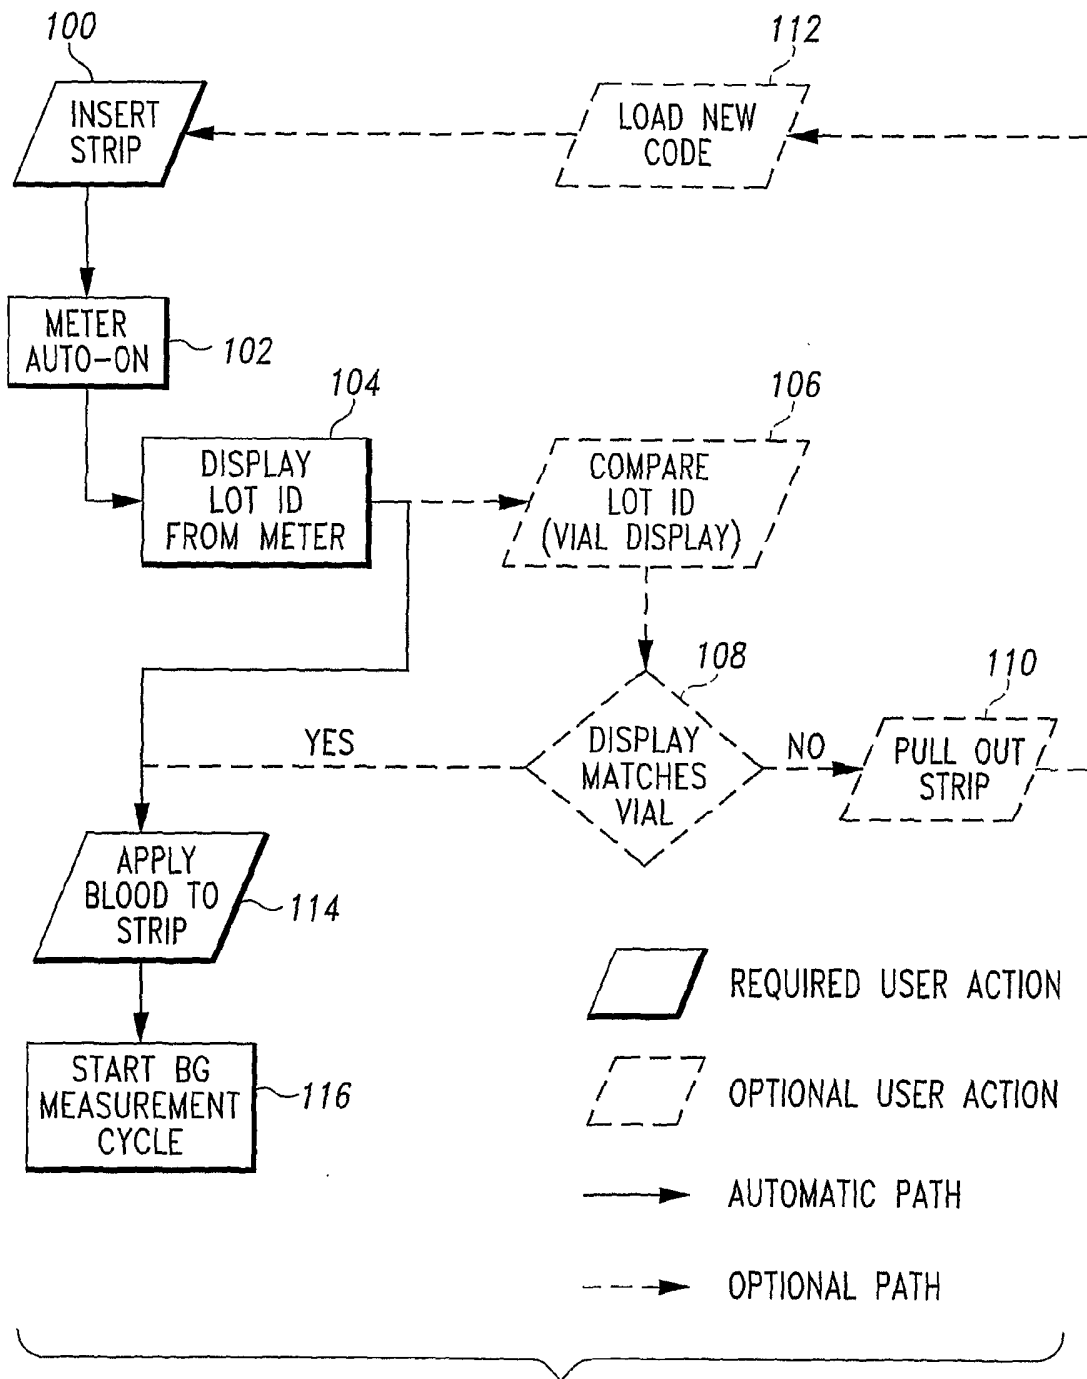 100
112
INSERT
STRIP
LOAD NEW
CODE
METER
AUTO-ON
102
104
106
DISPLAY
LOT ID
FROM METER
COMPARE
LOT ID
(VIAL DISPLAY)
108
110
YES
DISPLAY
MATCHES
VIAL
NO
PULL OUT
STRIP
APPLY
BLOOD TO
STRIP
114
START BG
MEASUREMENT
CYCLE
116
REQUIRED USER ACTION
OPTIONAL USER ACTION
AUTOMATIC PATH
OPTIONAL PATH